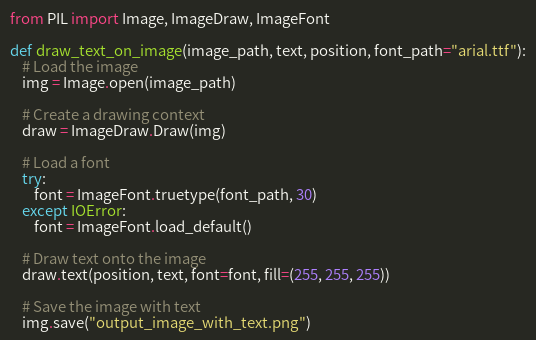 from PIL import Image, ImageDraw, ImageFont
def draw_text_on_image(image_path, text, position, font_path="arial.ttf"):
# Load the image
img = Image.open(image_path)
# Create a drawing context
draw = ImageDraw.Draw(img)
# Load a font
try:
font = ImageFont.truetype(font_path, 30)
except IOError:
font = ImageFont.load_default()
# Draw text onto the image
draw.text(position, text, font=font, fill=(255, 255, 255))
# Save the image with text
img.save("output_image_with_text.png")